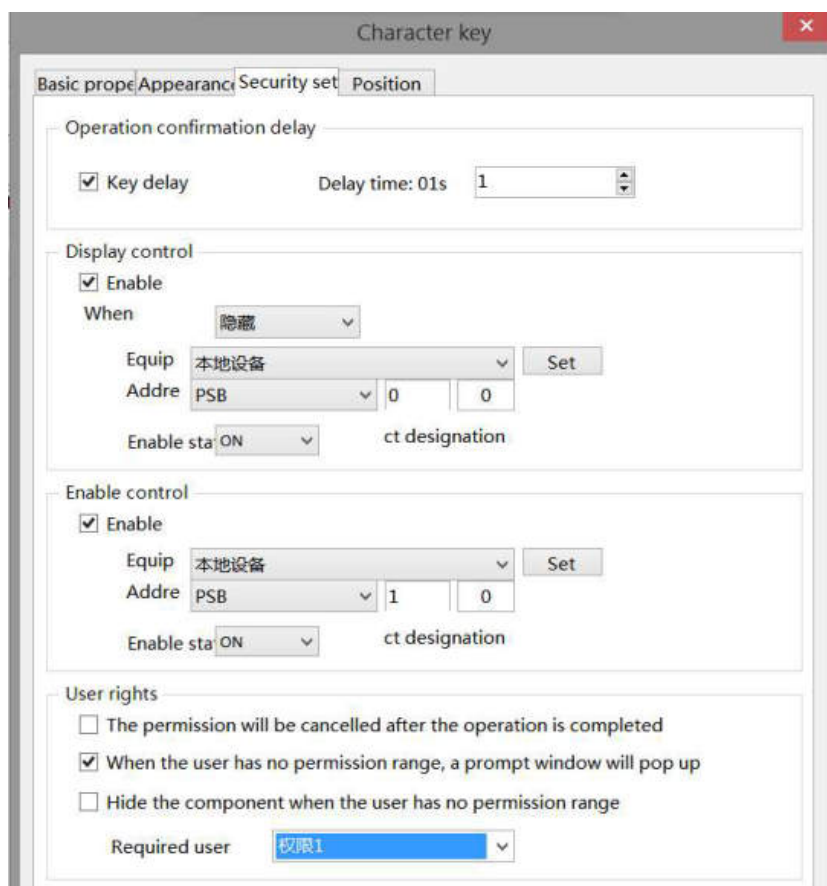 Character key
Basic prope Appearanc Security set Position
Operation confirmation delay
Key delay Delay time: 01s 1
Display control
Enable
When 隐藏
Equip 本地设备 Set
Addre PSB 0 0
Enable sta ON ct designation
Enable control
Enable
Equip 本地设备 Set
Addre PSB 1 0
Enable sta ON ct designation
User rights
The permission will be cancelled after the operation is completed
When the user has no permission range, a prompt window will pop up
Hide the component when the user has no permission range
Required user 权限1